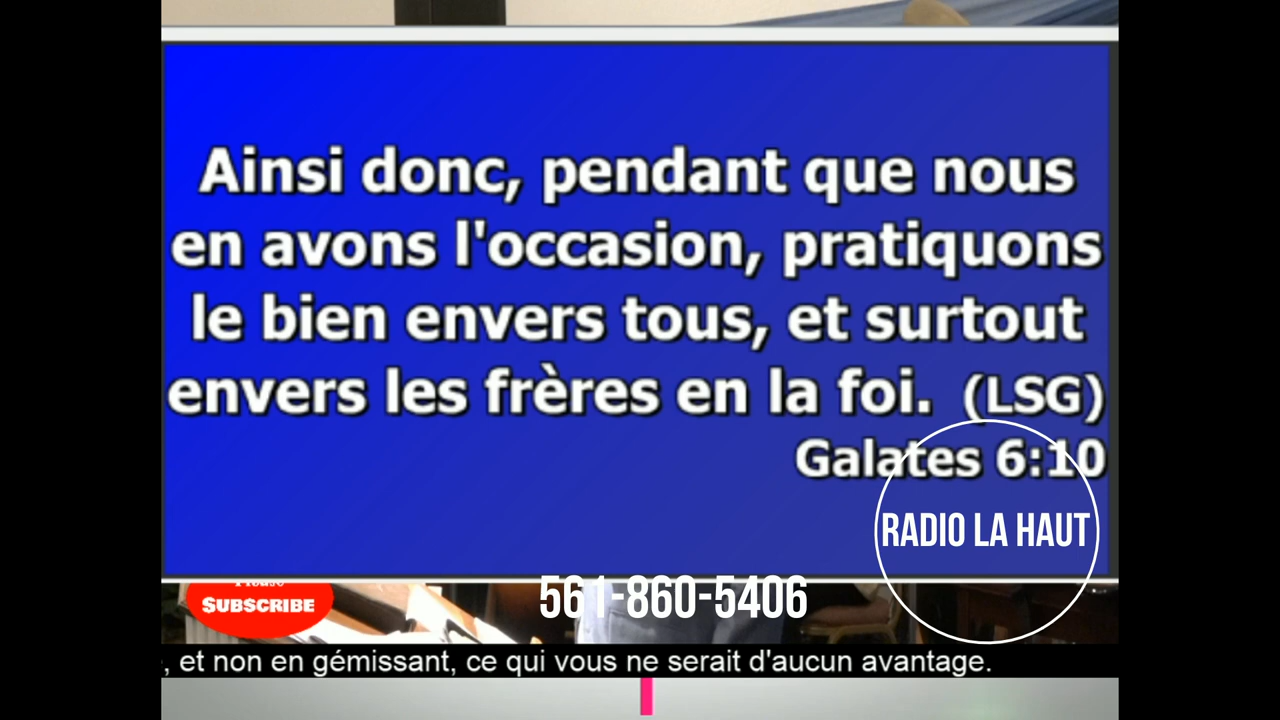 Ainsi donc, pendant que nous
en avons l'occasion, pratiquons
le bien envers tous, et surtout
envers les frères en la foi. (LSG)
Galates 6:10
RADIO LA HAUT
561-860-5406
SUBSCRIBE
, et non en gémissant, ce qui vous ne serait d'aucun avantage.